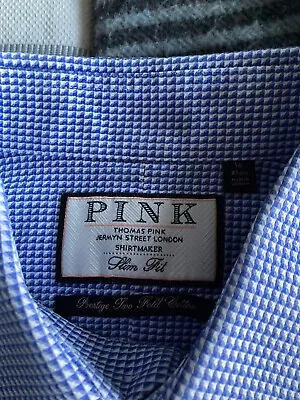 PINK
THOMAS PINK
JERMYN STREET LONDON
SHIRTMAKER
Slim Fit
Prestige Two Fold Cotton